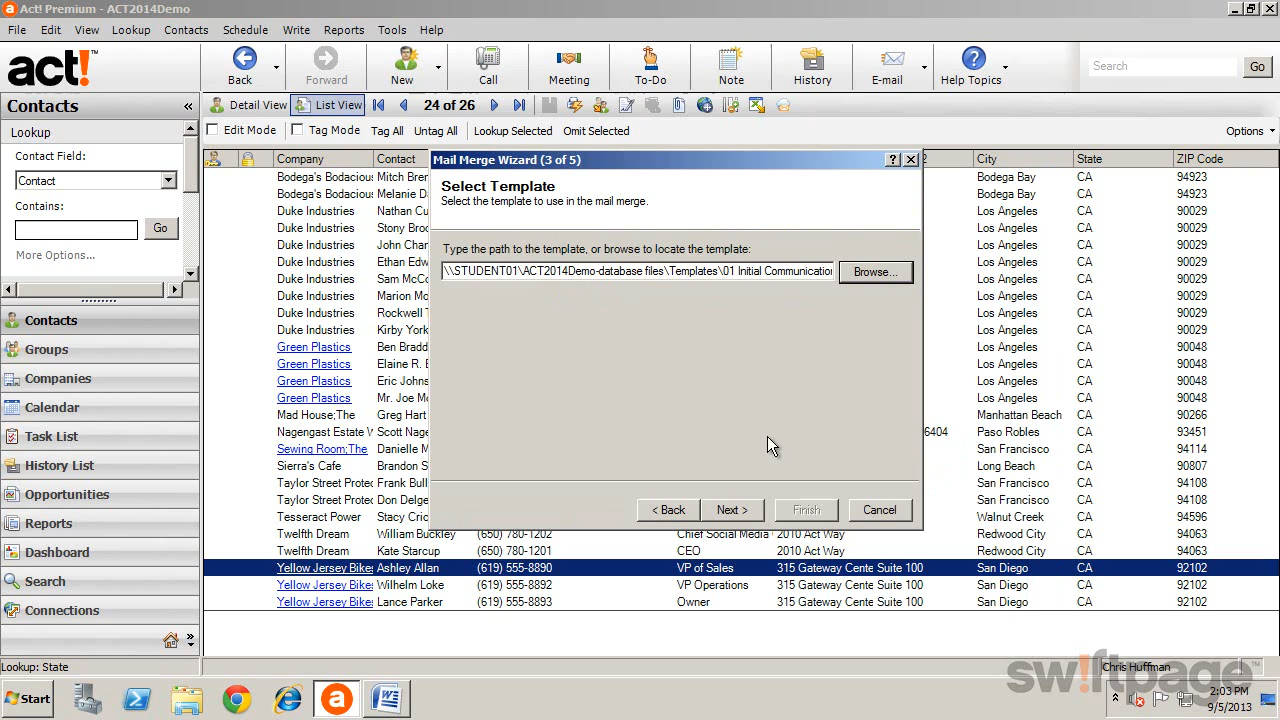 Act! Premium - ACT2014Demo
File Edit View Lookup Contacts Schedule Write Reports Tools Help
act!
Back Forward New Call Meeting To-Do Note History E-mail Help Topics Search Go
Contacts
Detail View List View 24 of 26
Lookup
Edit Mode Tag Mode Tag All Untag All Lookup Selected Omit Selected Options
Contact Field:
Contact
Contains:
Go
More Options...
Contacts
Groups
Companies
Calendar
Task List
History List
Opportunities
Reports
Dashboard
Search
Connections
Company Contact City State ZIP Code
Bodega's Bodacious Mitch Bren Bodega Bay CA 94923
Bodega's Bodacious Melanie D Bodega Bay CA 94923
Duke Industries Nathan Cu Los Angeles CA 90029
Duke Industries Stony Broo Los Angeles CA 90029
Duke Industries John Chan Los Angeles CA 90029
Duke Industries Ethan Edw Los Angeles CA 90029
Duke Industries Sam McCo Los Angeles CA 90029
Duke Industries Marion Mo Los Angeles CA 90029
Duke Industries Rockwell T Los Angeles CA 90029
Duke Industries Kirby York Los Angeles CA 90029
Green Plastics Ben Bradd Los Angeles CA 90048
Green Plastics Elaine R. B Los Angeles CA 90048
Green Plastics Eric Johns Los Angeles CA 90048
Green Plastics Mr. Joe Mo Los Angeles CA 90048
Mad House;The Greg Hart Manhattan Beach CA 90266
Nagengast Estate W Scott Nage 6404 Paso Robles CA 93451
Sewing Room;The Danielle M San Francisco CA 94114
Sierra's Cafe Brandon S Long Beach CA 90807
Taylor Street Protec Frank Bull San Francisco CA 94108
Taylor Street Protec Don Delge San Francisco CA 94108
Tesseract Power Stacy Cric Walnut Creek CA 94596
Twelfth Dream William Buckley (650) 780-1202 Chief Social Media 2010 Act Way Redwood City CA 94063
Twelfth Dream Kate Starcup (650) 780-1201 CEO 2010 Act Way Redwood City CA 94063
Yellow Jersey Bikes Ashley Allan (619) 555-8890 VP of Sales 315 Gateway Cente Suite 100 San Diego CA 92102
Yellow Jersey Bikes Wilhelm Loke (619) 555-8892 VP Operations 315 Gateway Cente Suite 100 San Diego CA 92102
Yellow Jersey Bikes Lance Parker (619) 555-8893 Owner 315 Gateway Cente Suite 100 San Diego CA 92102
Mail Merge Wizard (3 of 5)
Select Template
Select the template to use in the mail merge.
Type the path to the template, or browse to locate the template:
\\STUDENT01\ACT2014Demo-database files\Templates\01 Initial Communication Browse...
< Back Next > Finish Cancel
Lookup: State Chris Huffman
sw!ftpage
Start 2:03 PM
9/5/2013